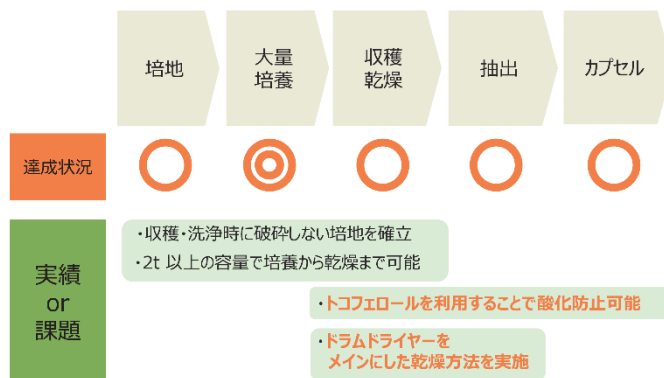 培地
大量
培養
収穫
乾燥
抽出
カプセル
達成状況
実績
or
課題
・収穫・洗浄時に破砕しない培地を確立
・2t 以上の容量で培養から乾燥まで可能
・トコフェロールを利用することで酸化防止可能
・ドラムドライヤーを
メインにした乾燥方法を実施